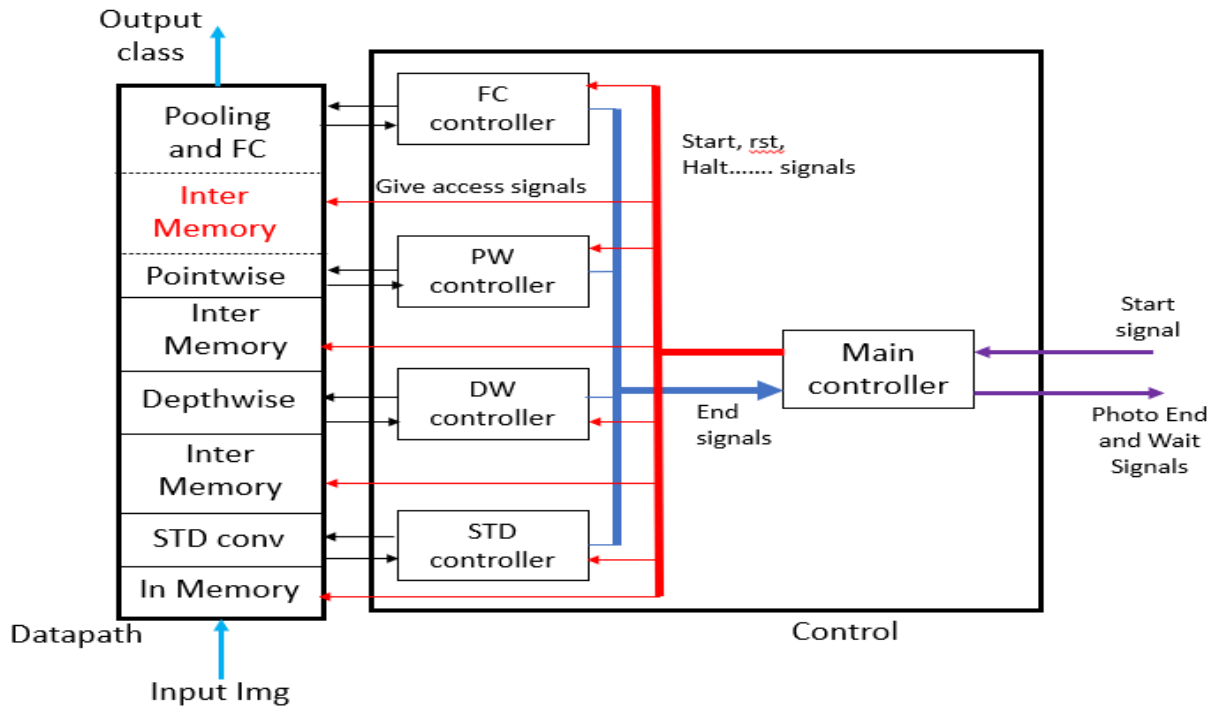 Output
class
Pooling
and FC
Inter
Memory
Pointwise
Inter
Memory
Depthwise
Inter
Memory
STD conv
In Memory
Datapath
Input Img
FC
controller
Give access signals
PW
controller
DW
controller
STD
controller
Start, rst,
Halt....... signals
End
signals
Main
controller
Control
Start
signal
Photo End
and Wait
Signals